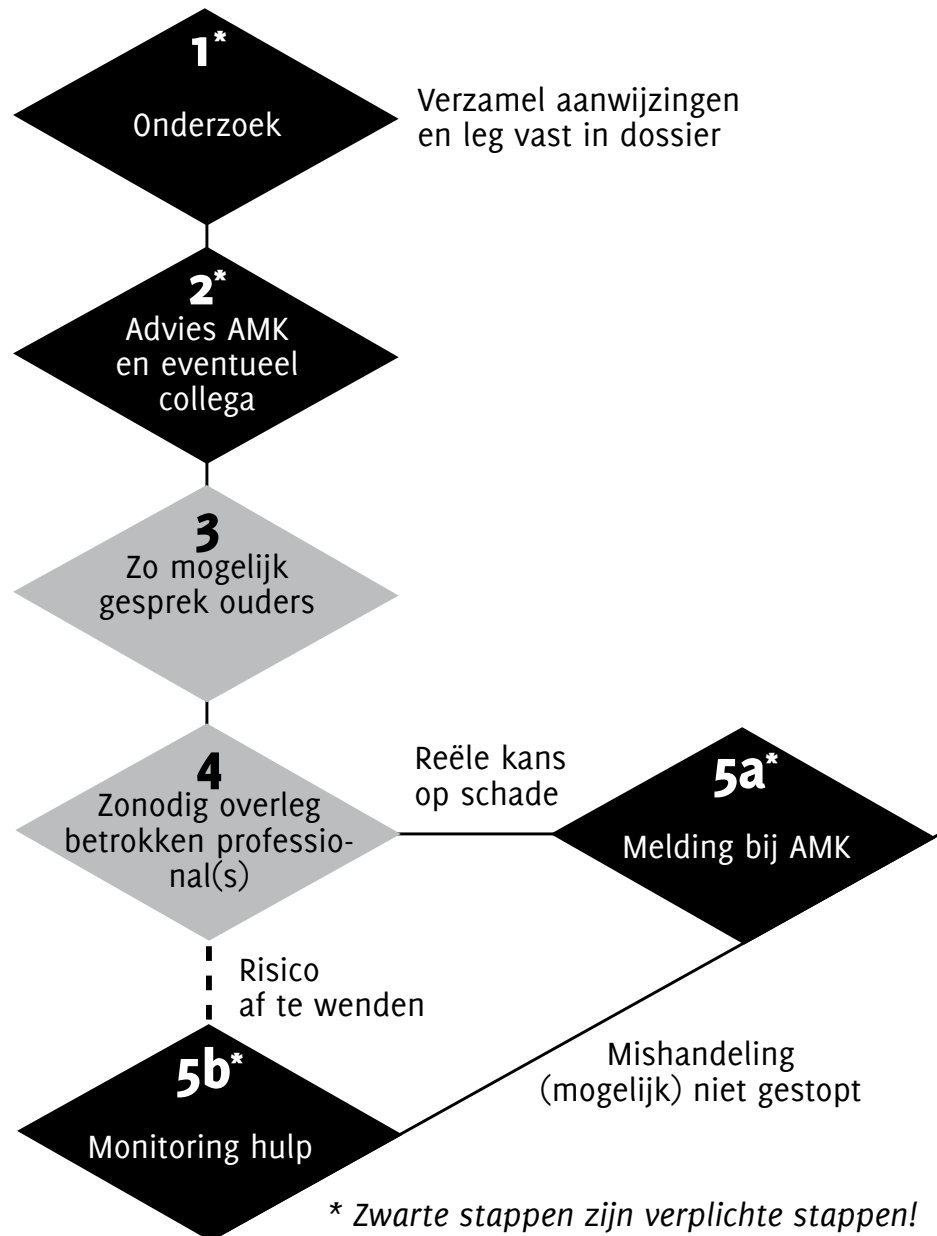 1*
Onderzoek
Verzamel aanwijzingen
en leg vast in dossier
2*
Advies AMK
en eventueel
collega
3
Zo mogelijk
gesprek ouders
4
Zonodig overleg
betrokken professio-
nal(s)
Reële kans
op schade
5a*
Melding bij AMK
Risico
af te wenden
5b*
Monitoring hulp
Mishandeling
(mogelijk) niet gestopt
* Zwarte stappen zijn verplichte stappen!